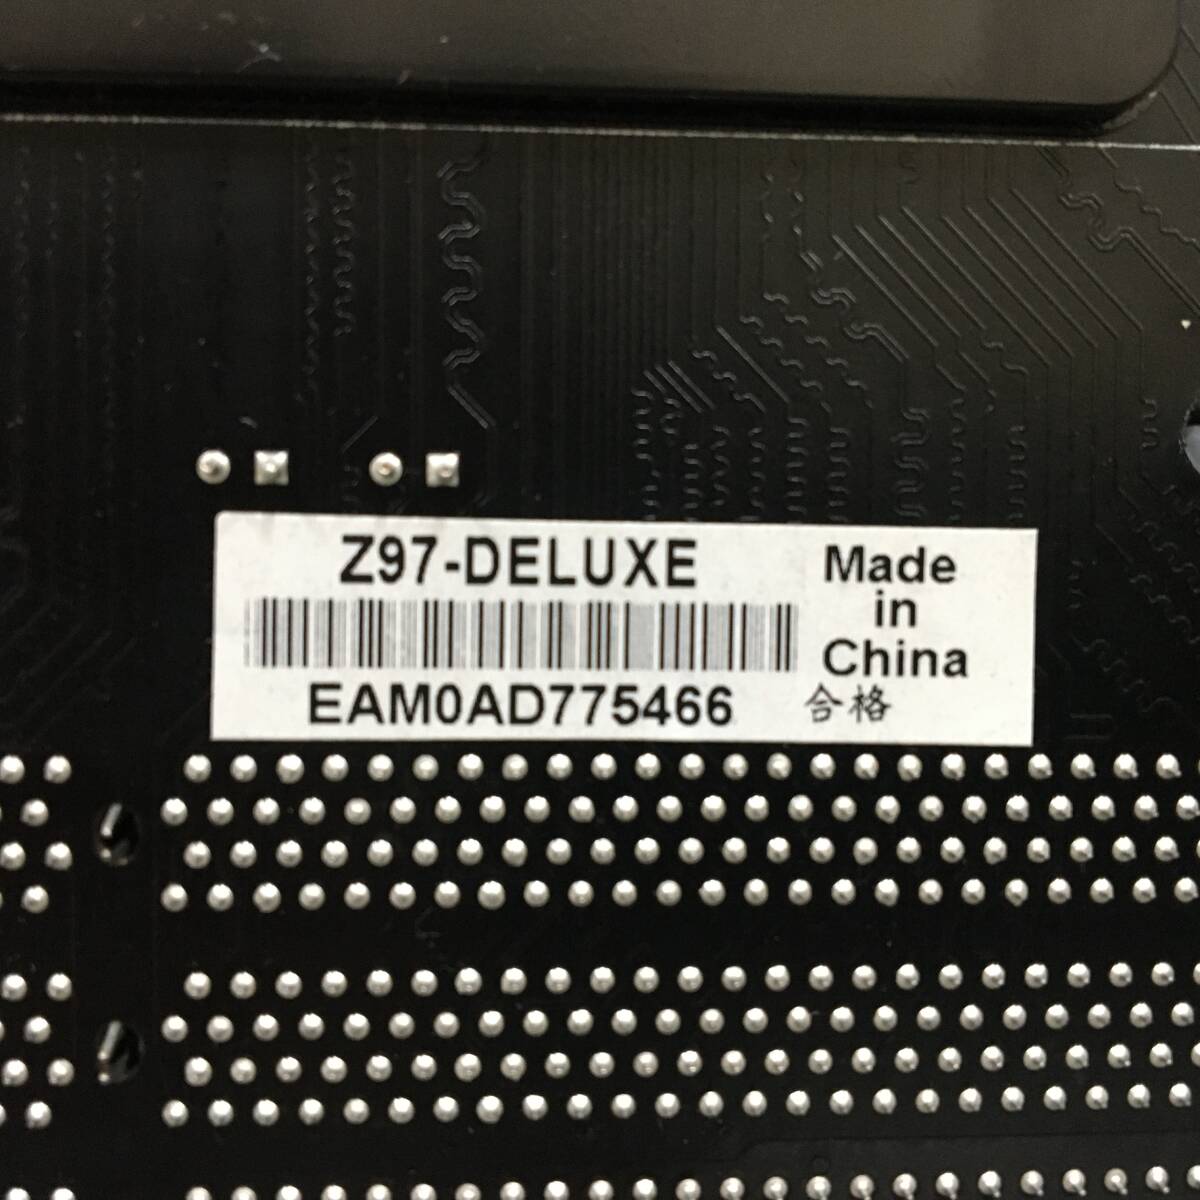 Z97-DELUXE
EAM0AD775466
Made
in
China
合格